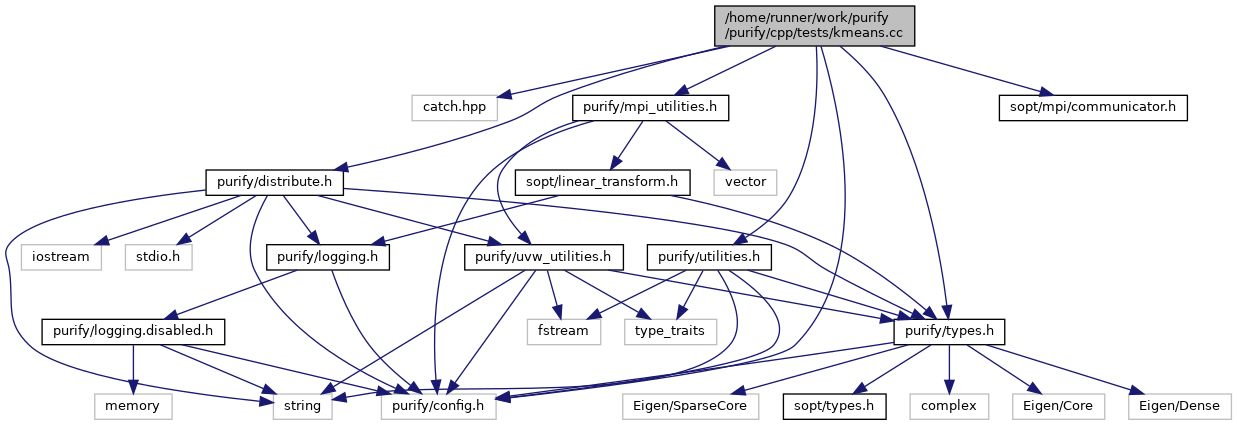 /home/runner/work/purify
/purify/cpp/tests/kmeans.cc
catch.hpp
purify/mpi_utilities.h
sopt/mpi/communicator.h
purify/distribute.h
sopt/linear_transform.h
vector
iostream
stdio.h
purify/logging.h
purify/uvw_utilities.h
purify/utilities.h
purify/logging.disabled.h
fstream
type_traits
purify/types.h
memory
string
purify/config.h
Eigen/SparseCore
sopt/types.h
complex
Eigen/Core
Eigen/Dense